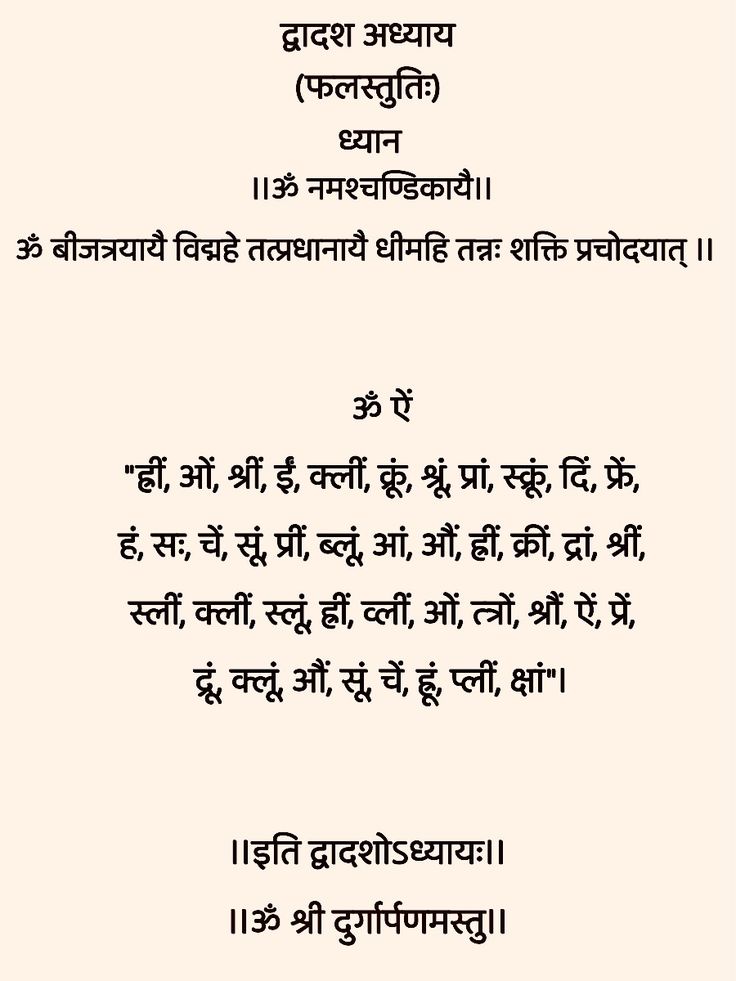 द्वादश अध्याय
(फलस्तुतिः)
ध्यान
।।ॐ नमश्चण्डिकायै।।
ॐ बीजत्रयायै विद्महे तत्प्रधानायै धीमहि तन्नः शक्ति प्रचोदयात् ।।
ॐ ऐं
"ह्रीं, ओं, श्रीं, ईं, क्लीं, क्रूं, श्रूं, प्रां, स्क्रूं, दिं, फ्रें,
हं, सः, चें, सूं, प्रीं, ब्लूं, आं, औं, ह्रीं, क्रीं, द्रां, श्रीं,
स्लीं, क्लीं, स्लूं, ह्रीं, व्लीं, ओं, त्त्रों, श्रौं, ऐं, प्रें,
द्रूं, क्लूं, औं, सूं, चें, ह्रूं, प्लीं, क्षां"।
।।इति द्वादशोऽध्यायः।।
।।ॐ श्री दुर्गार्पणमस्तु।।